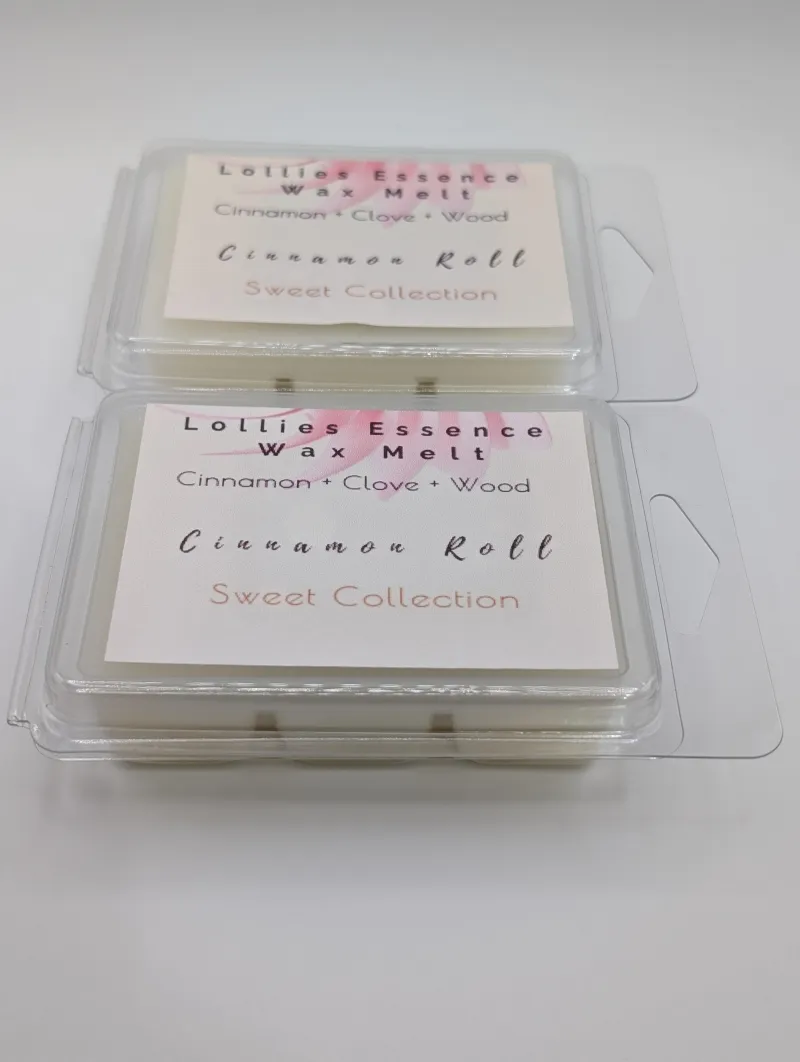 Lollies Essence
Wax Melt
Cinnamon + Clove + Wood
Cinnamon Roll
Sweet Collection
Lollies Essence
Wax Melt
Cinnamon + Clove + Wood
Cinnamon Roll
Sweet Collection